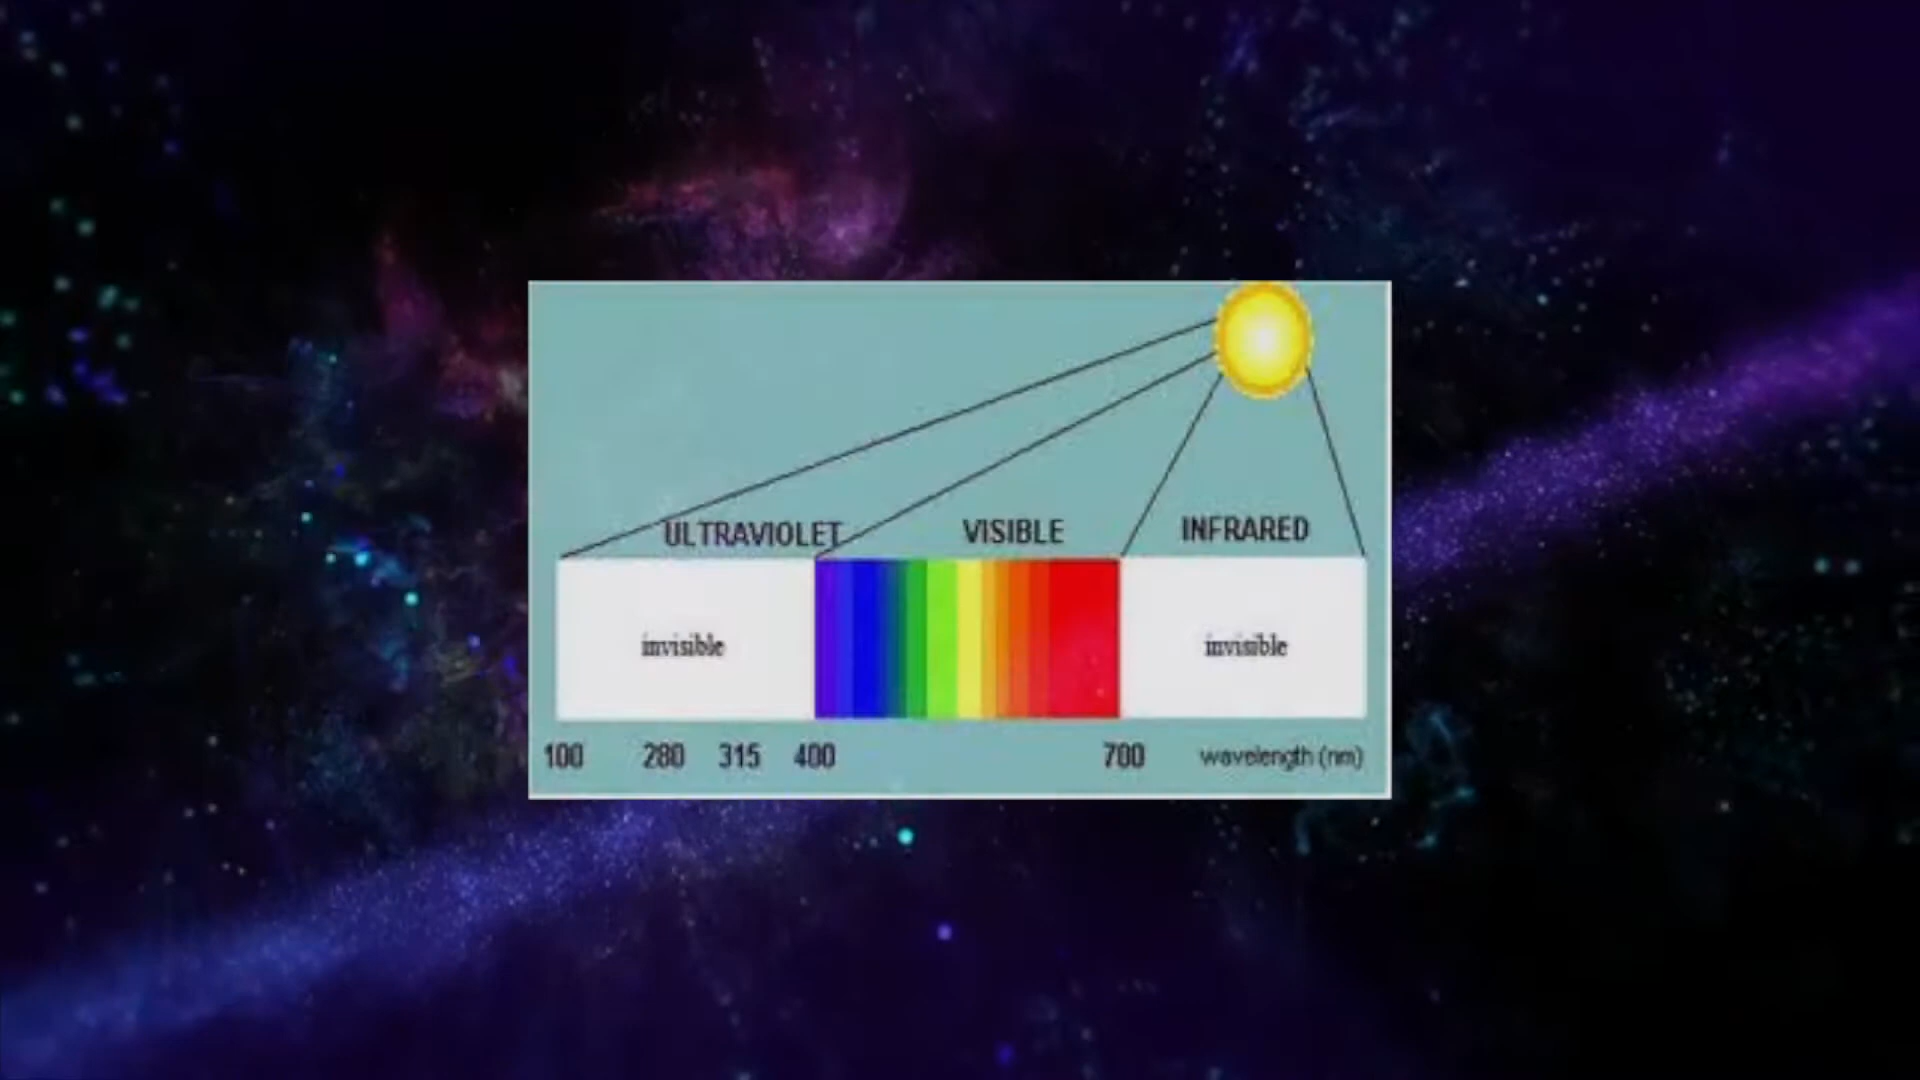 ULTRAVIOLET VISIBLE INFRARED
invisible invisible
100 280 315 400 700 wavelength (nm)